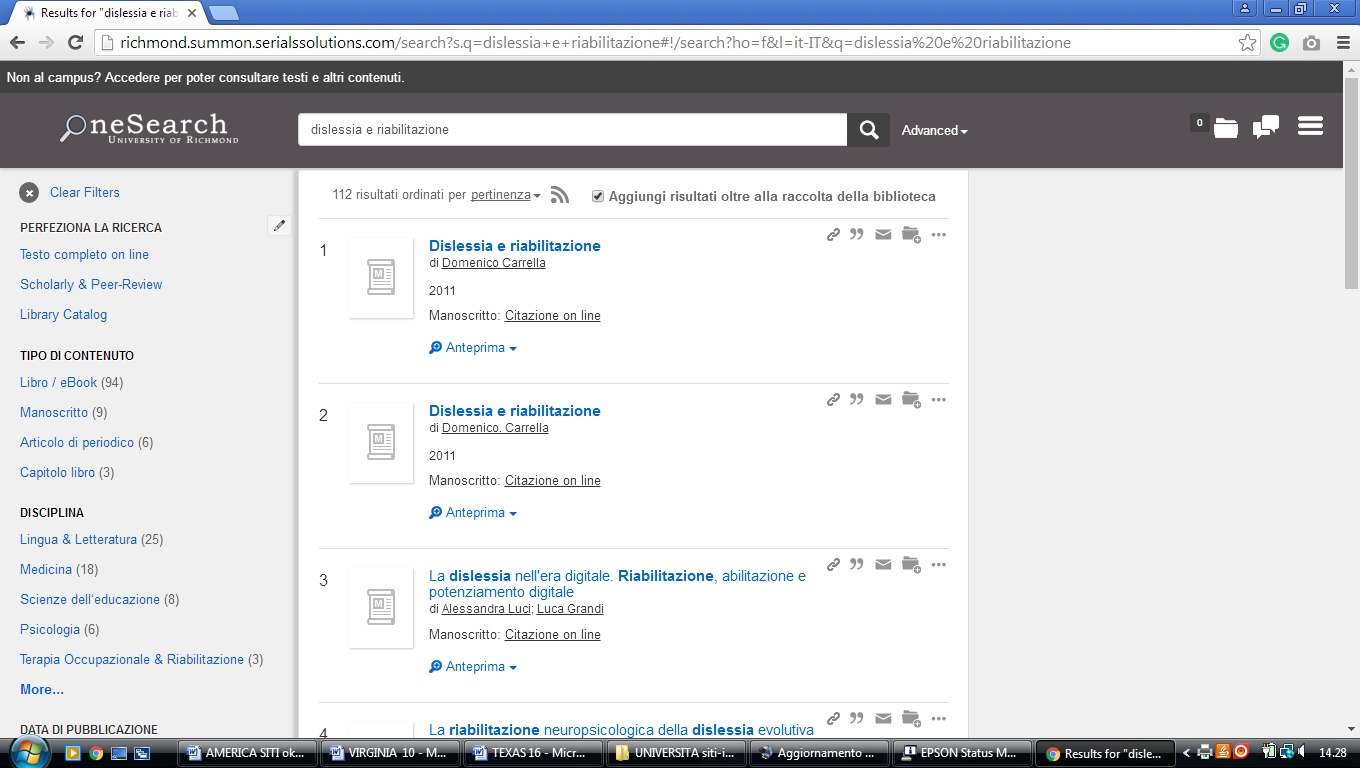 Results for "dislessia e riab
richmond.summon.serialssolutions.com/search?s.q=dislessia+e+riabilitazione#!/search?ho=f&l=it-IT&q=dislessia%20e%20riabilitazione
Non al campus? Accedere per poter consultare testi e altri contenuti.
OneSearch
UNIVERSITY OF RICHMOND
dislessia e riabilitazione
Advanced
0
Clear Filters
PERFEZIONA LA RICERCA
Testo completo on line
Scholarly & Peer-Review
Library Catalog
TIPO DI CONTENUTO
Libro / eBook (94)
Manoscritto (9)
Articolo di periodico (6)
Capitolo libro (3)
DISCIPLINA
Lingua & Letteratura (25)
Medicina (18)
Scienze dell'educazione (8)
Psicologia (6)
Terapia Occupazionale & Riabilitazione (3)
More...
DATA DI PUBBLICAZIONE
112 risultati ordinati per pertinenza
Aggiungi risultati oltre alla raccolta della biblioteca
1
Dislessia e riabilitazione
di Domenico Carrella
2011
Manoscritto: Citazione on line
Anteprima
2
Dislessia e riabilitazione
di Domenico. Carrella
2011
Manoscritto: Citazione on line
Anteprima
3
La dislessia nell'era digitale. Riabilitazione, abilitazione e
potenziamento digitale
di Alessandra Luci; Luca Grandi
Manoscritto: Citazione on line
Anteprima
4
La riabilitazione neuropsicologica della dislessia evolutiva
AMERICA SITI ok...
VIRGINIA 10 - M...
TEXAS 16 - Micr...
UNIVERSITA siti-i...
Aggiornamento ...
EPSON Status M...
Results for "disle...
14.28